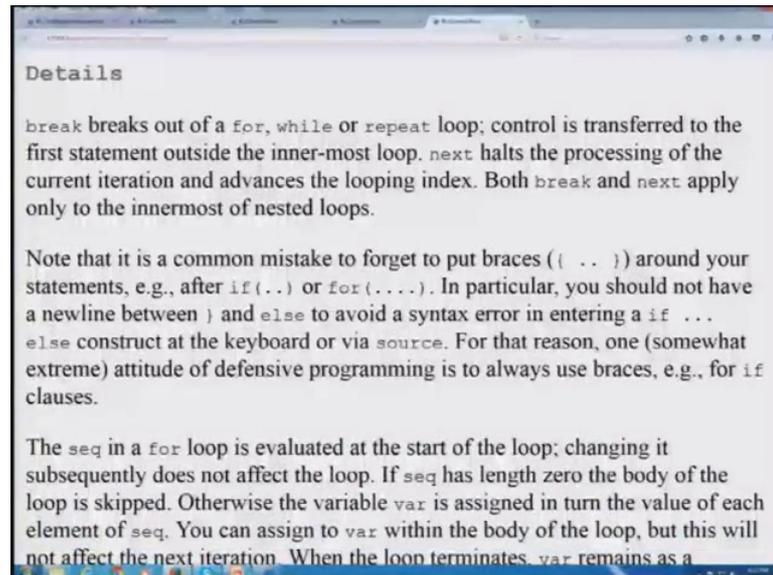 Details
break breaks out of a for, while or repeat loop; control is transferred to the
first statement outside the inner-most loop. next halts the processing of the
current iteration and advances the looping index. Both break and next apply
only to the innermost of nested loops.
Note that it is a common mistake to forget to put braces ({ .. }) around your
statements, e.g., after if(..) or for(....). In particular, you should not have
a newline between } and else to avoid a syntax error in entering a if ...
else construct at the keyboard or via source. For that reason, one (somewhat
extreme) attitude of defensive programming is to always use braces, e.g., for if
clauses.
The seq in a for loop is evaluated at the start of the loop; changing it
subsequently does not affect the loop. If seq has length zero the body of the
loop is skipped. Otherwise the variable var is assigned in turn the value of each
element of seq. You can assign to var within the body of the loop, but this will
not affect the next iteration. When the loop terminates, var remains as a